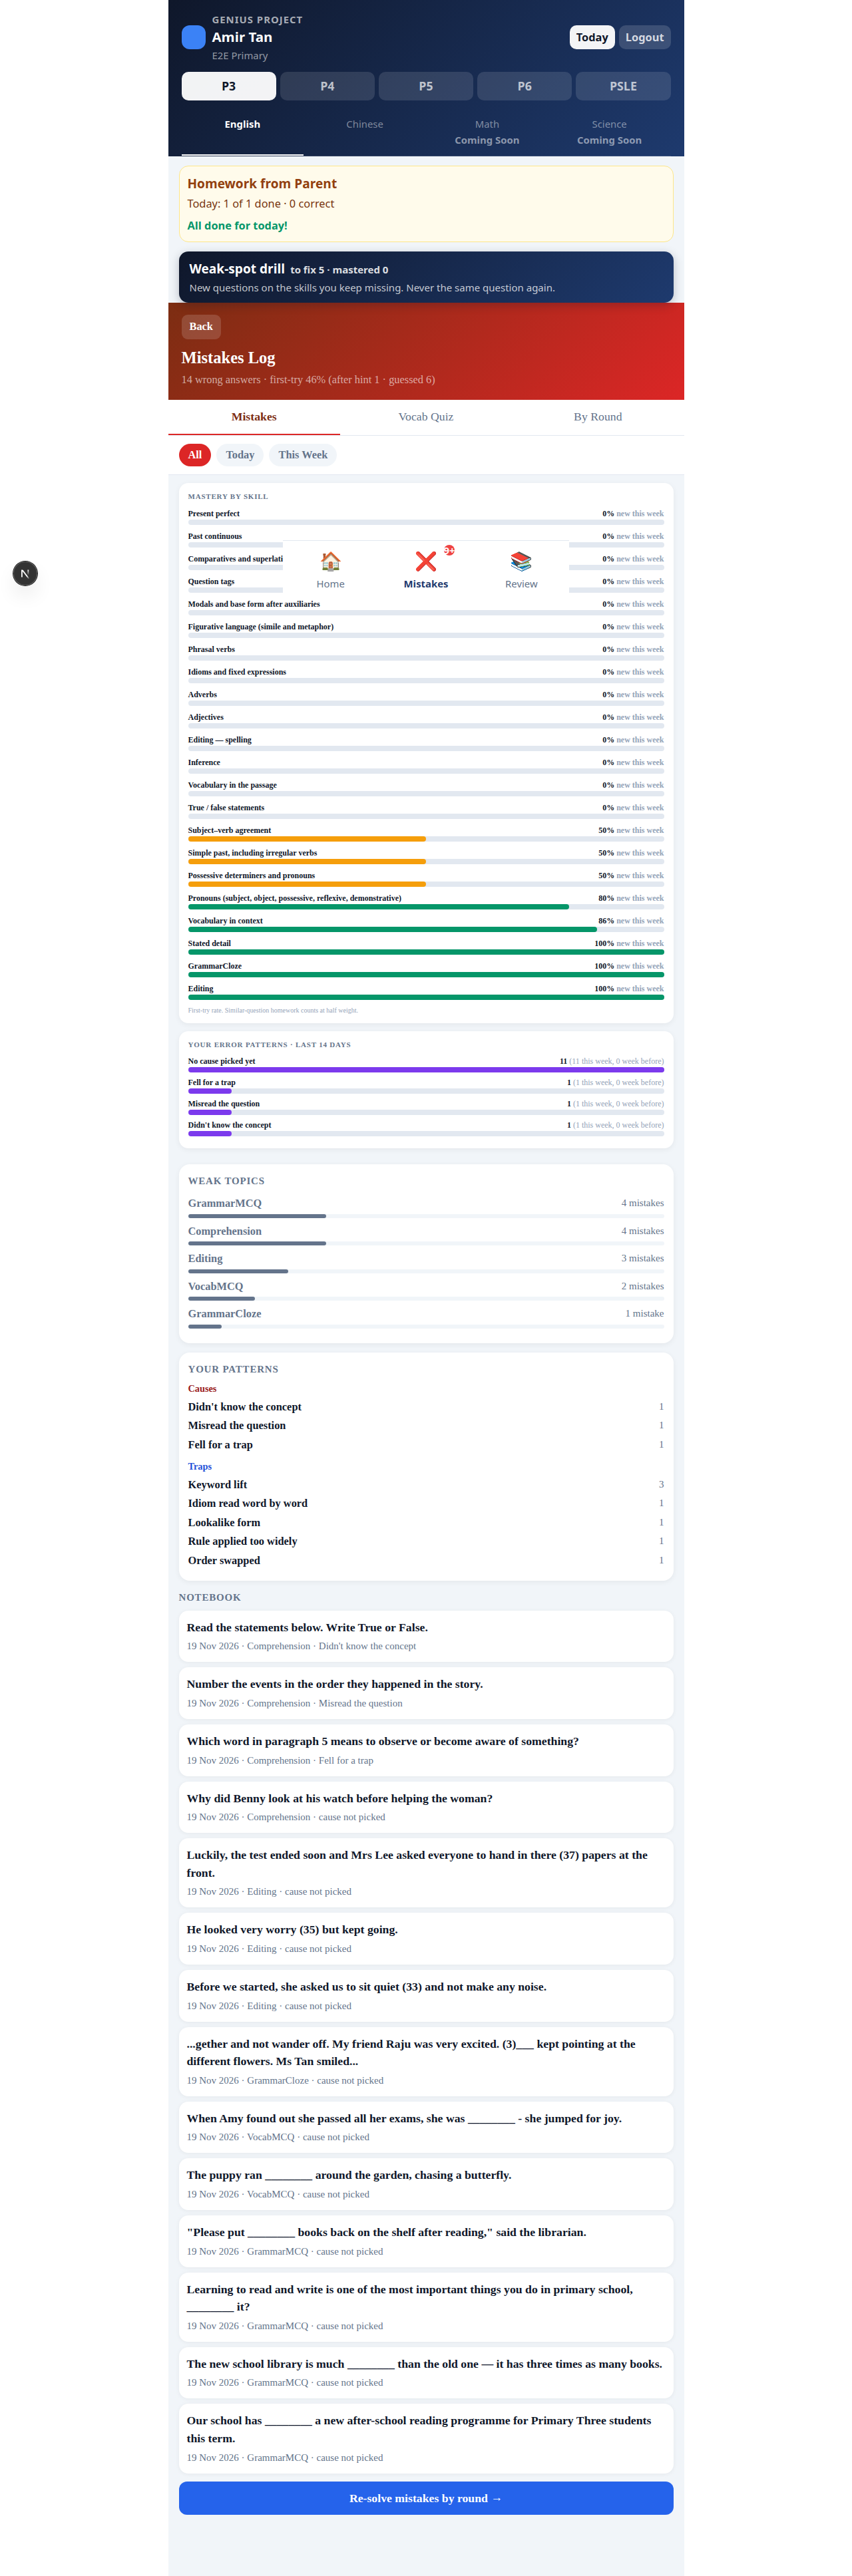 GENIUS PROJECT
Amir Tan
E2E Primary
Today
Logout
P3
P4
P5
P6
PSLE
English
Chinese
Math
Coming Soon
Science
Coming Soon
Homework from Parent
Today: 1 of 1 done · 0 correct
All done for today!
Weak-spot drill to fix 5 · mastered 0
New questions on the skills you keep missing. Never the same question again.
Back
Mistakes Log
14 wrong answers · first-try 46% (after hint 1 · guessed 6)
Mistakes
Vocab Quiz
By Round
All
Today
This Week
MASTERY BY SKILL
Present perfect 0% new this week
Past continuous 0% new this week
Comparatives and superlati 0% new this week
Question tags 0% new this week
9+
Home
Mistakes
Review
N
Modals and base form after auxiliaries 0% new this week
Figurative language (simile and metaphor) 0% new this week
Phrasal verbs 0% new this week
Idioms and fixed expressions 0% new this week
Adverbs 0% new this week
Adjectives 0% new this week
Editing — spelling 0% new this week
Inference 0% new this week
Vocabulary in the passage 0% new this week
True / false statements 0% new this week
Subject–verb agreement 50% new this week
Simple past, including irregular verbs 50% new this week
Possessive determiners and pronouns 50% new this week
Pronouns (subject, object, possessive, reflexive, demonstrative) 80% new this week
Vocabulary in context 86% new this week
Stated detail 100% new this week
GrammarCloze 100% new this week
Editing 100% new this week
First-try rate. Similar-question homework counts at half weight.
YOUR ERROR PATTERNS · LAST 14 DAYS
No cause picked yet 11 (11 this week, 0 week before)
Fell for a trap 1 (1 this week, 0 week before)
Misread the question 1 (1 this week, 0 week before)
Didn't know the concept 1 (1 this week, 0 week before)
WEAK TOPICS
GrammarMCQ 4 mistakes
Comprehension 4 mistakes
Editing 3 mistakes
VocabMCQ 2 mistakes
GrammarCloze 1 mistake
YOUR PATTERNS
Causes
Didn't know the concept 1
Misread the question 1
Fell for a trap 1
Traps
Keyword lift 3
Idiom read word by word 1
Lookalike form 1
Rule applied too widely 1
Order swapped 1
NOTEBOOK
Read the statements below. Write True or False.
19 Nov 2026 · Comprehension · Didn't know the concept
Number the events in the order they happened in the story.
19 Nov 2026 · Comprehension · Misread the question
Which word in paragraph 5 means to observe or become aware of something?
19 Nov 2026 · Comprehension · Fell for a trap
Why did Benny look at his watch before helping the woman?
19 Nov 2026 · Comprehension · cause not picked
Luckily, the test ended soon and Mrs Lee asked everyone to hand in there (37) papers at the
front.
19 Nov 2026 · Editing · cause not picked
He looked very worry (35) but kept going.
19 Nov 2026 · Editing · cause not picked
Before we started, she asked us to sit quiet (33) and not make any noise.
19 Nov 2026 · Editing · cause not picked
...gether and not wander off. My friend Raju was very excited. (3)___ kept pointing at the
different flowers. Ms Tan smiled...
19 Nov 2026 · GrammarCloze · cause not picked
When Amy found out she passed all her exams, she was ________ - she jumped for joy.
19 Nov 2026 · VocabMCQ · cause not picked
The puppy ran ________ around the garden, chasing a butterfly.
19 Nov 2026 · VocabMCQ · cause not picked
"Please put ________ books back on the shelf after reading," said the librarian.
19 Nov 2026 · GrammarMCQ · cause not picked
Learning to read and write is one of the most important things you do in primary school,
________ it?
19 Nov 2026 · GrammarMCQ · cause not picked
The new school library is much ________ than the old one — it has three times as many books.
19 Nov 2026 · GrammarMCQ · cause not picked
Our school has ________ a new after-school reading programme for Primary Three students
this term.
19 Nov 2026 · GrammarMCQ · cause not picked
Re-solve mistakes by round →